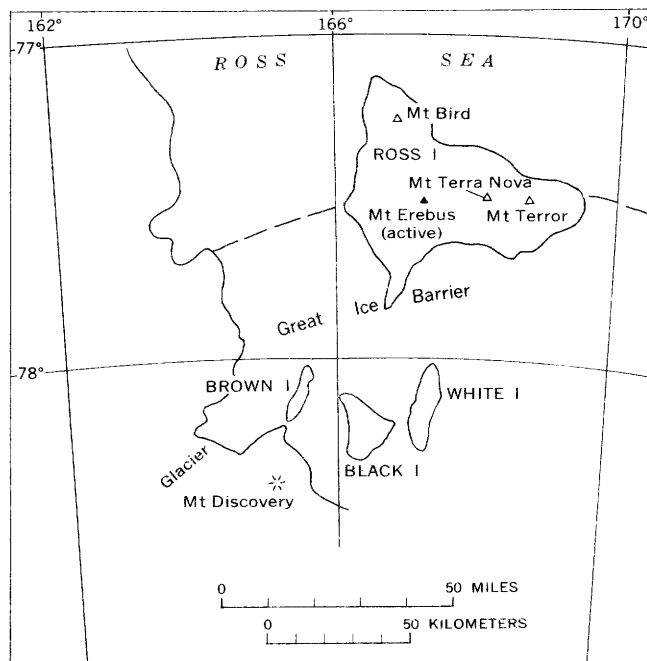 162°
166°
170°
-77°
ROSS
SEA
Mt Bird
ROSS I
Mt Terra Nova
Mt Erebus
(active)
Mt Terror
Great Ice Barrier
-78°
BROWN I
WHITE I
BLACK I
Glacier
Mt Discovery
0
50 MILES
0
50 KILOMETERS